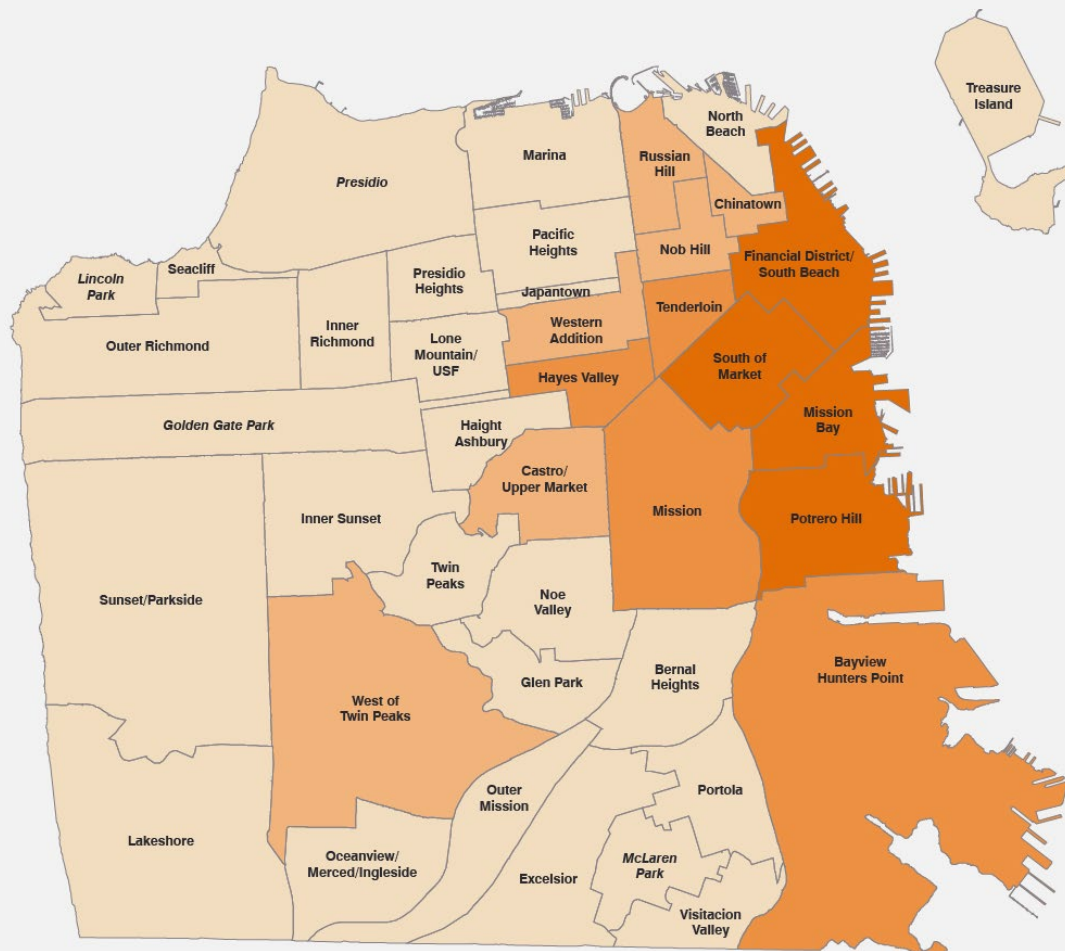 Treasure
Island
North
Beach
Marina
Russian
Hill
Presidio
Chinatown
Pacific
Heights
Nob Hill
Financial District/
South Beach
Seacliff
Lincoln
Park
Presidio
Heights
Japantown
Tenderloin
Western
Addition
Inner
Richmond
Outer Richmond
Lone
Mountain/
USF
South of
Market
Hayes Valley
Mission
Bay
Golden Gate Park
Haight
Ashbury
Castro/
Upper Market
Mission
Potrero Hill
Inner Sunset
Twin
Peaks
Noe
Valley
Sunset/Parkside
Bayview
Hunters Point
Bernal
Heights
Glen Park
West of
Twin Peaks
Outer
Mission
Portola
Lakeshore
Oceanview/
Merced/Ingleside
McLaren
Park
Excelsior
Visitacion
Valley